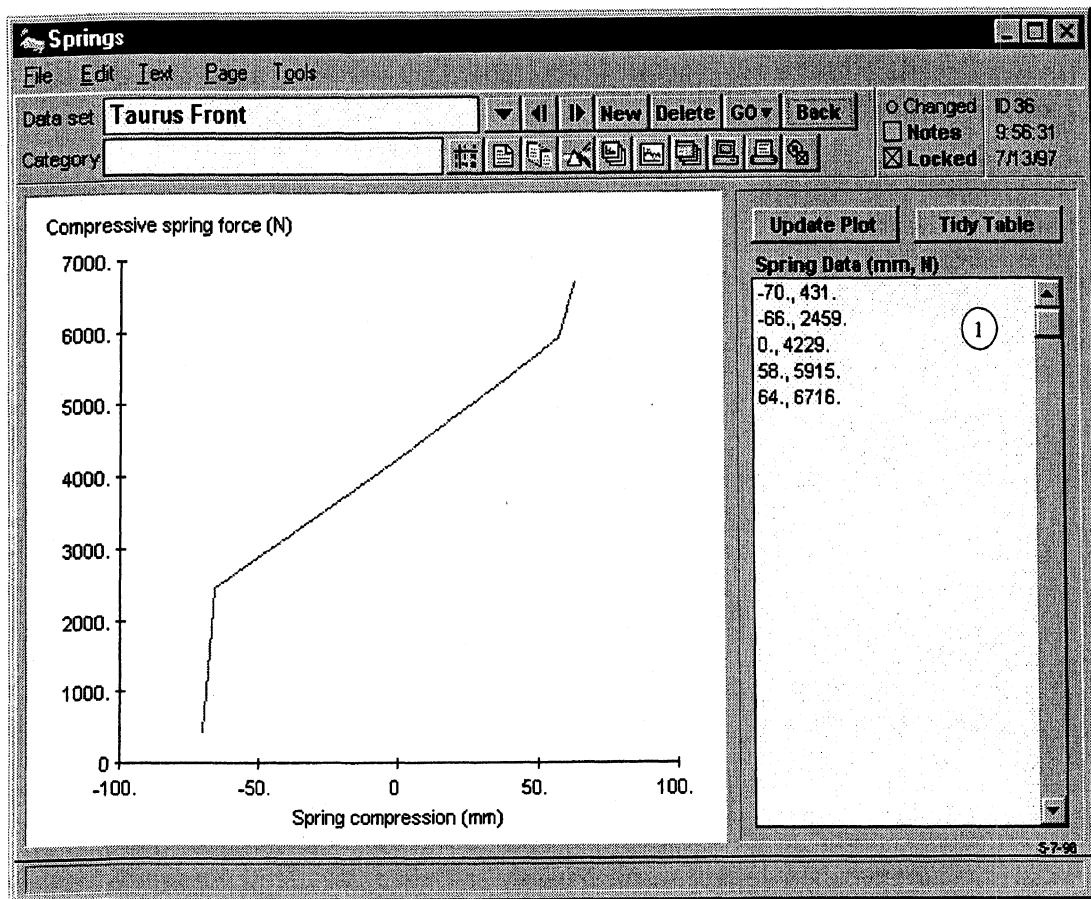 Springs
File Edit Text Page Tools
Data set Taurus Front New Delete GO Back Changed ID 36
Notes 9:56:31
Category Locked 7/13/97
Compressive spring force (N)
Update Plot Tidy Table
Spring Data (mm, N)
7000.
6000.
5000.
4000.
3000.
2000.
1000.
0
-100. -50. 0 50. 100.
Spring compression (mm)
-70., 431.
-66., 2459.
0., 4229.
58., 5915.
64., 6716.
1
S-7-98